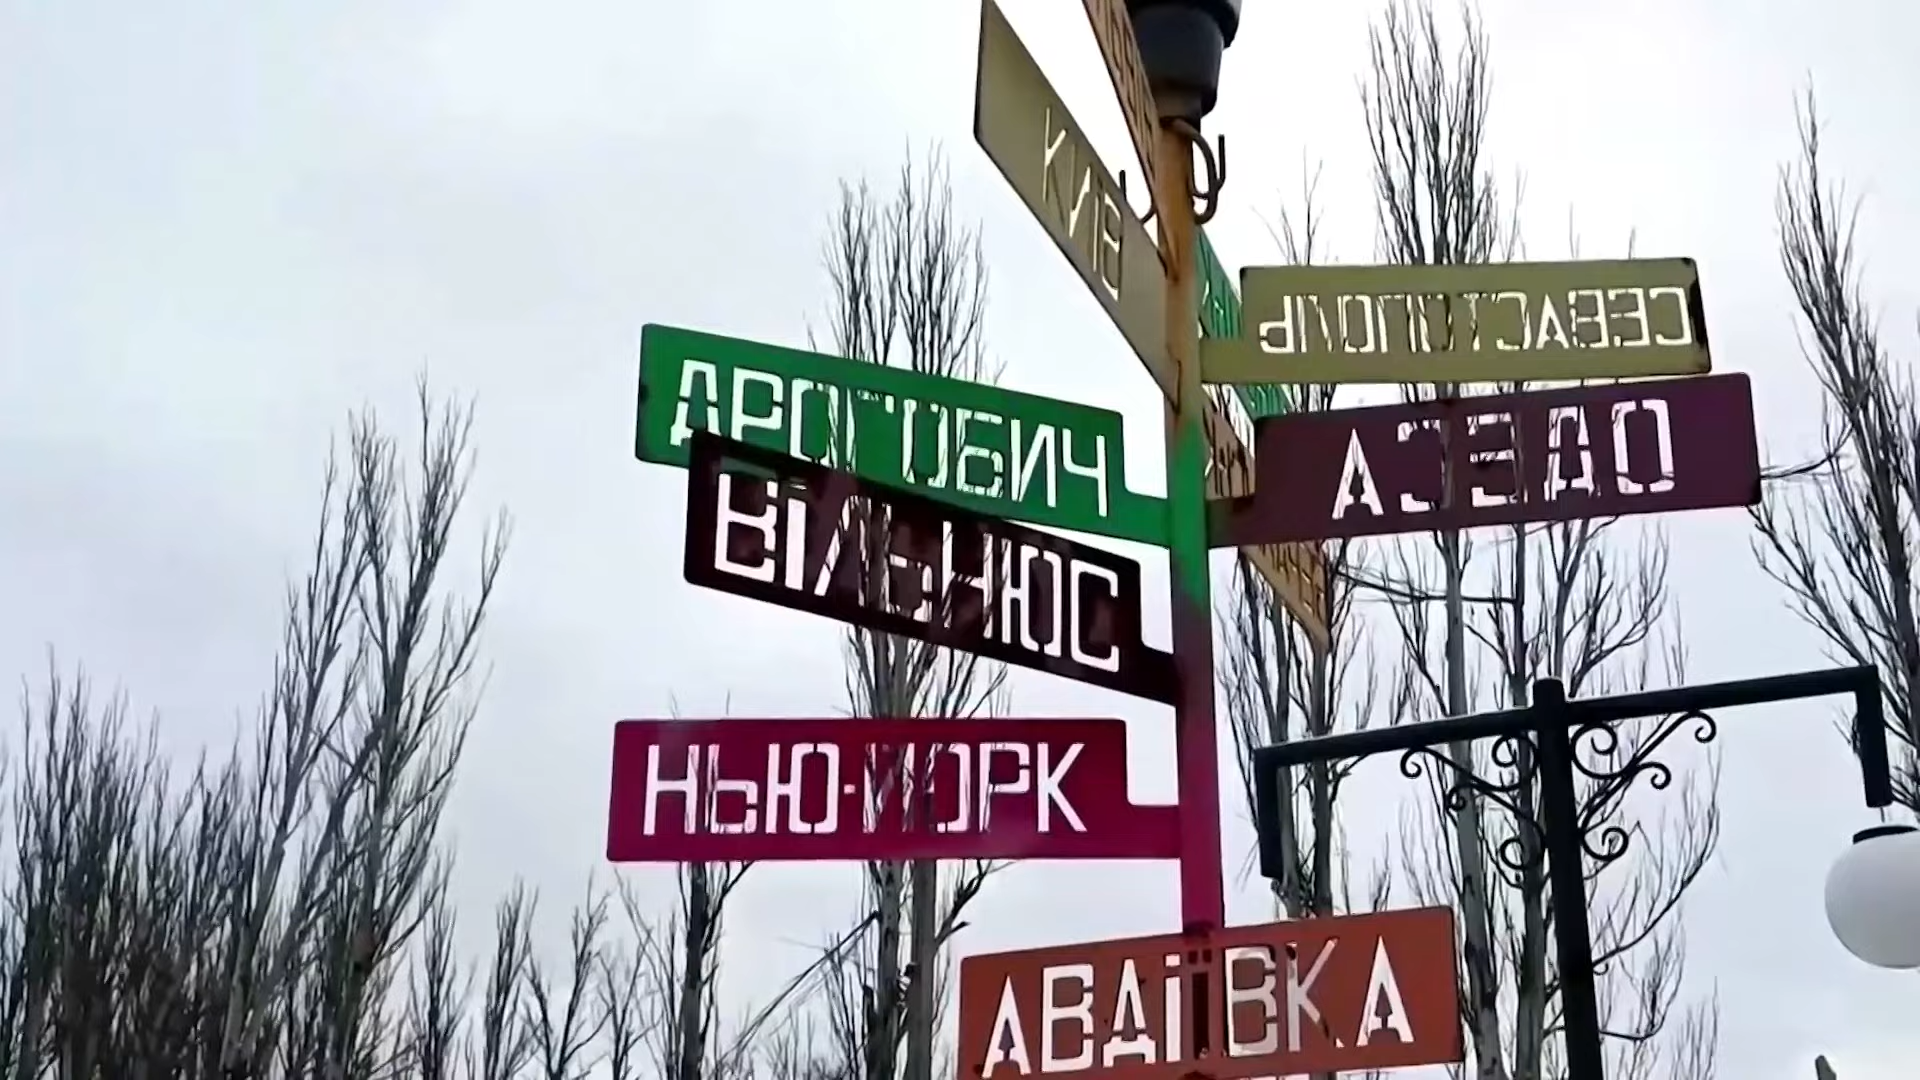 КИЇВ
СЕВАСТОПОЛЬ
ДРОГОБИЧ
ОДЕСА
ВІЛЬНЮС
НЬЮ-ЙОРК
АВДІЇВКА